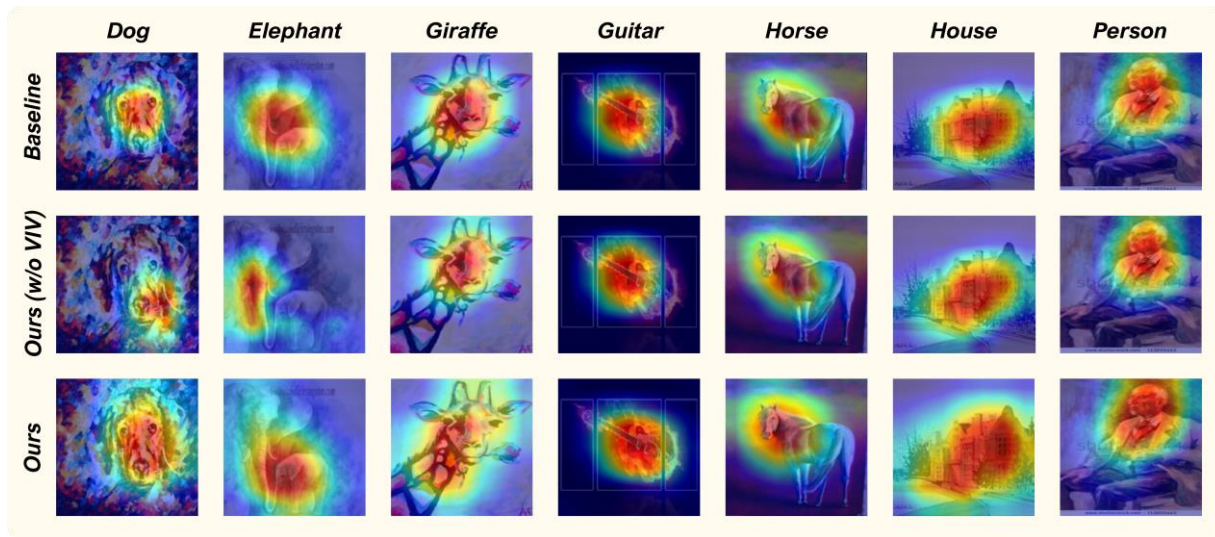 Dog Elephant Giraffe Guitar Horse House Person
Baseline
Ours (w/o VIV)
Ours